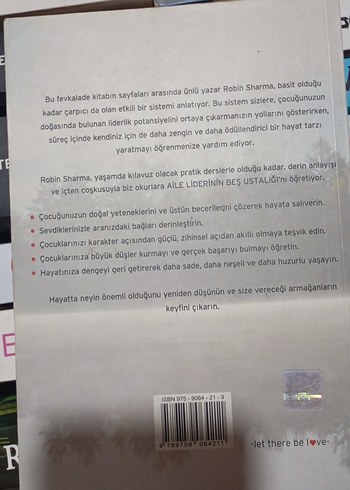 Bu fevkalade kitabın sayfaları arasında ünlü yazar Robin Sharma, basit olduğu
kadar çarpıcı da olan etkili bir sistemi anlatıyor. Bu sistem sizlere, çocuğunuzun
doğasında bulunan liderlik potansiyelini ortaya çıkarmanızın yollarını gösterirken,
süreç içinde kendiniz için de daha zengin ve daha ödüllendirici bir hayat tarzı
yaratmayı öğrenmenize yardım ediyor.
Robin Sharma, yaşamda kılavuz olacak pratik derslerle olduğu kadar, derin anlayışı
ve içten coşkusuyla biz okurlara AİLE LİDERİNİN BEŞ USTALIĞI'nı öğretiyor.
• Çocuğunuzun doğal yeteneklerini ve üstün becerilerini çözerek hayata salıverin.
• Sevdiklerinizle aranızdaki bağları derinleştirin.
• Çocuklarınızı karakter açısından güçlü, zihinsel açıdan akıllı olmaya teşvik edin.
• Çocuklarınıza büyük düşler kurmayı ve gerçek başarıyı bulmayı öğretin.
• Hayatınıza dengeyi geri getirerek daha sade, daha neşeli ve daha huzurlu yaşayın.
Hayatta neyin önemli olduğunu yeniden düşünün ve size vereceği armağanların
keyfini çıkarın.
ISBN 975 - 9064 - 21 - 9
9 789759 064211
-let there be l♥ve-
E
R